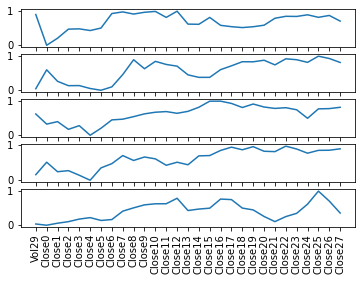 1
0
1
0
1
0
1
0
1
0
Vol29
Close0
Close1
Close2
Close3
Close4
Close5
Close6
Close7
Close8
Close9
Close10
Close11
Close12
Close13
Close14
Close15
Close16
Close17
Close18
Close19
Close20
Close21
Close22
Close23
Close24
Close25
Close26
Close27